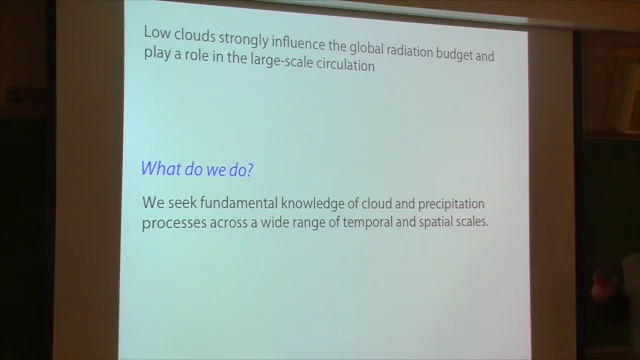 Low clouds strongly influence the global radiation budget and
play a role in the large-scale circulation
What do we do?
We seek fundamental knowledge of cloud and precipitation
processes across a wide range of temporal and spatial scales.